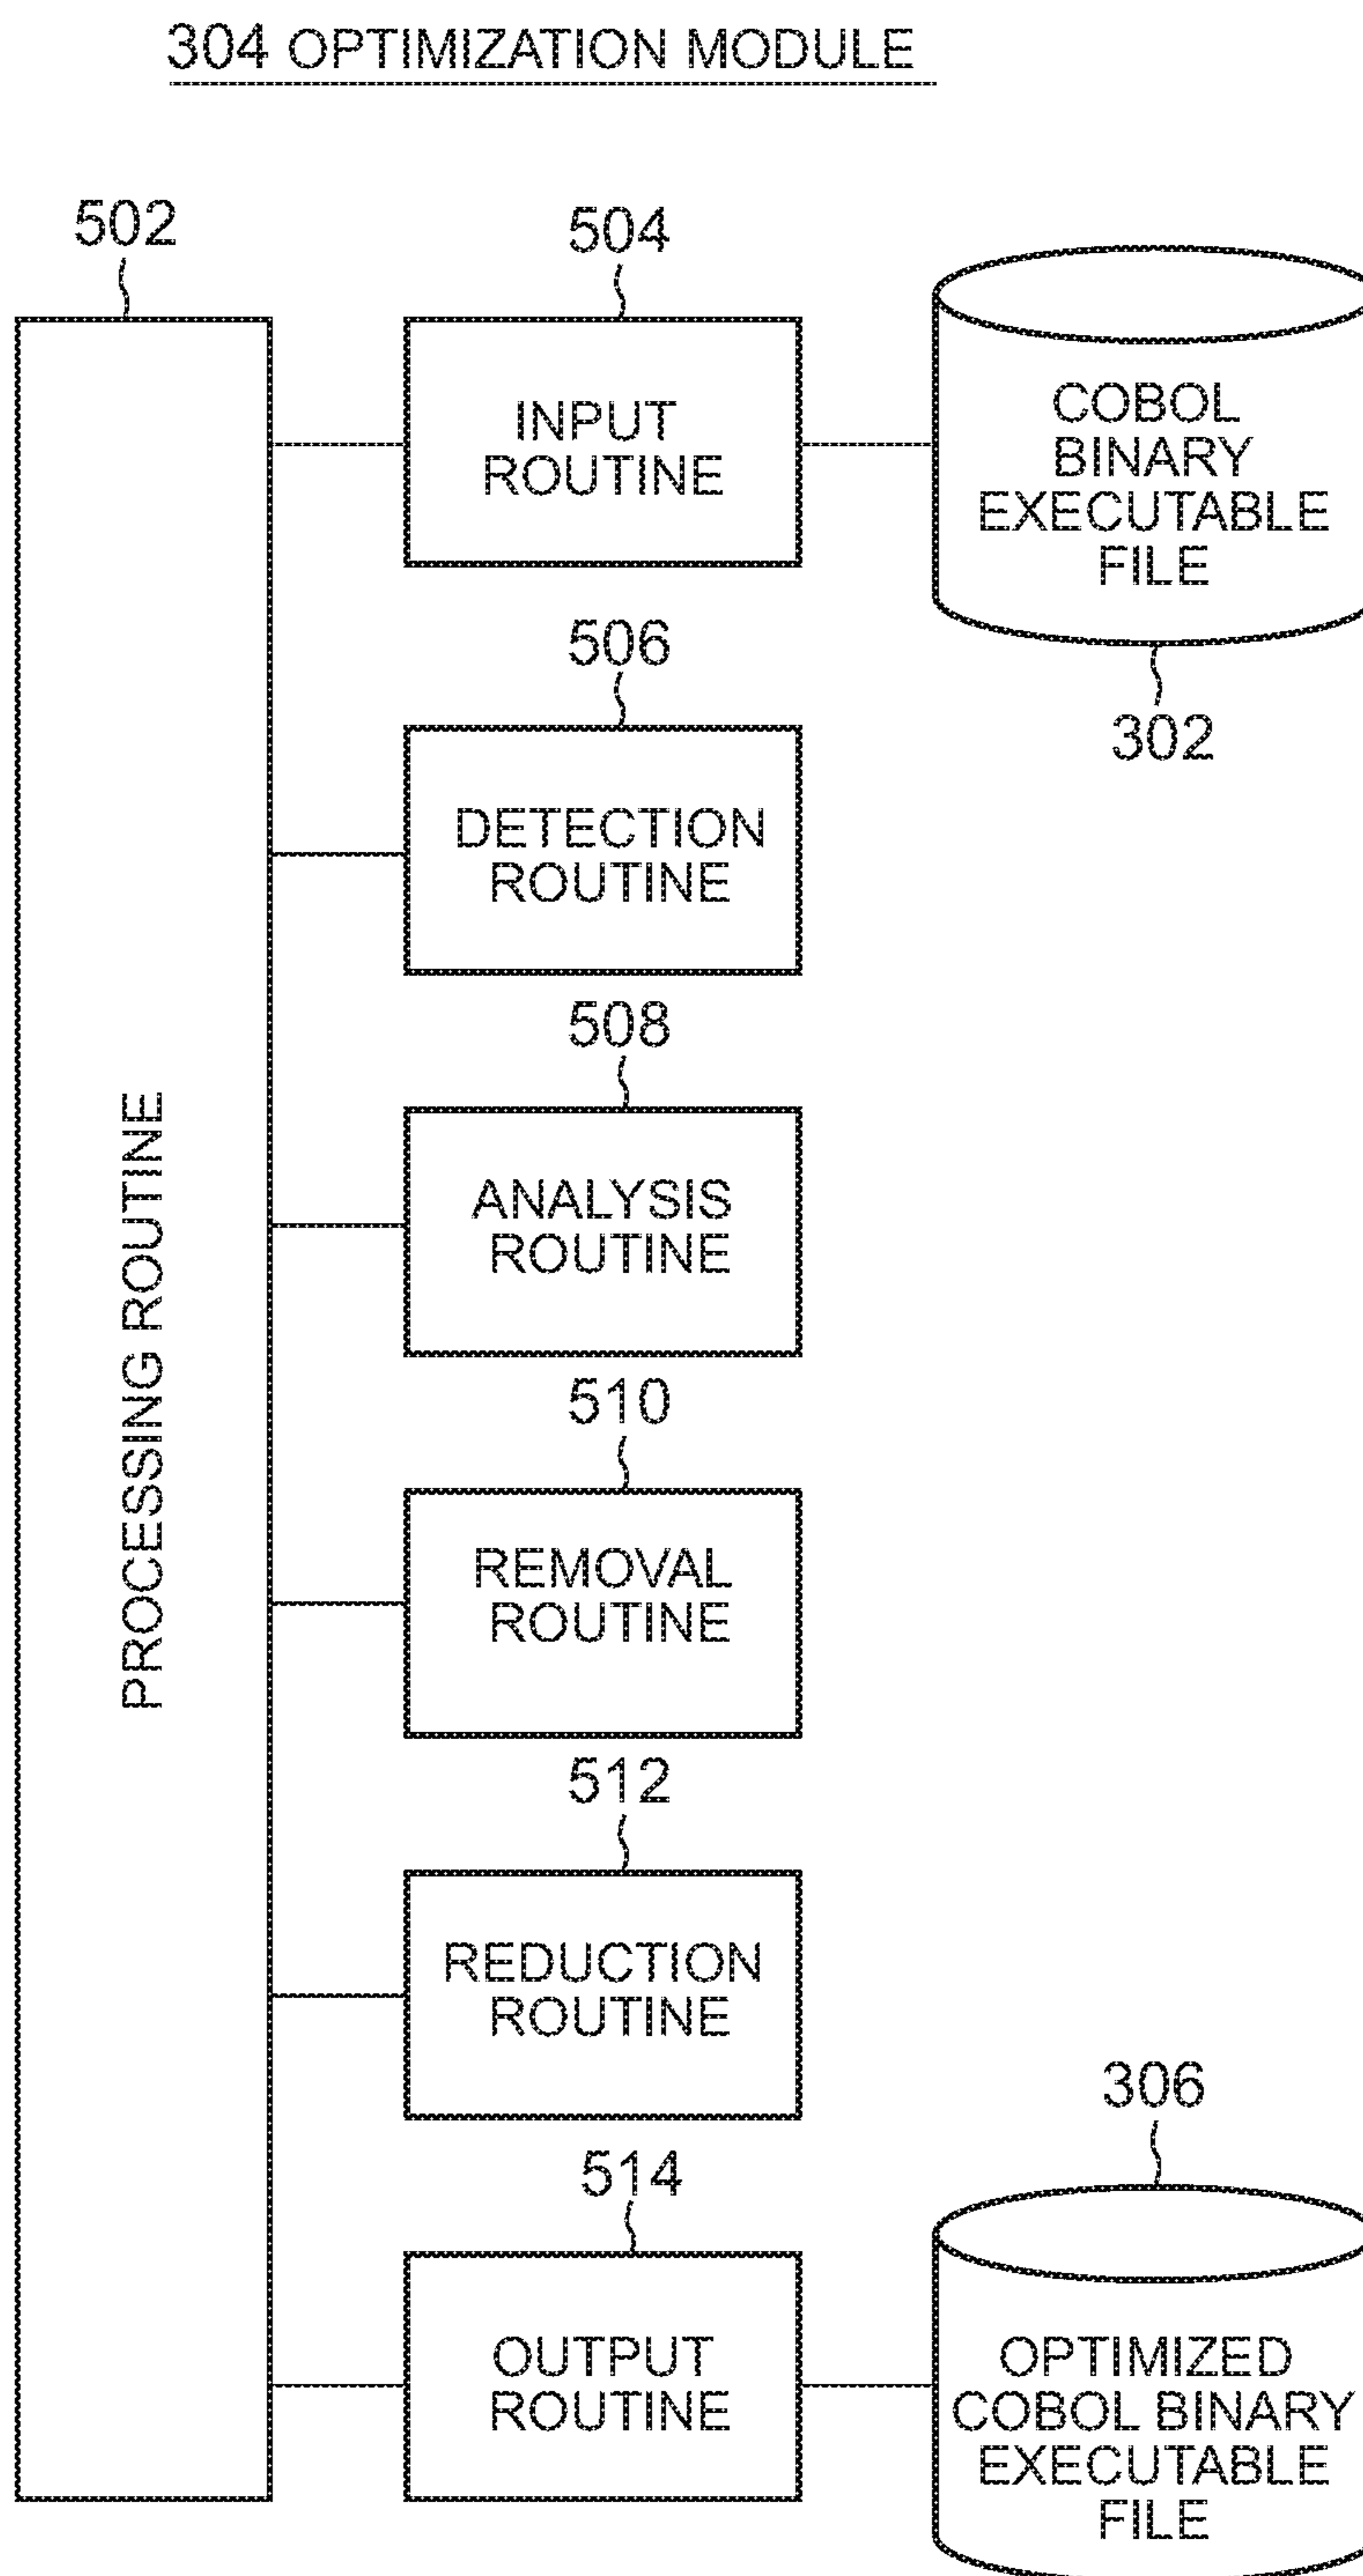 304 OPTIMIZATION MODULE
502
504
INPUT
ROUTINE
COBOL
BINARY
EXECUTABLE
FILE
302
506
DETECTION
ROUTINE
508
ANALYSIS
ROUTINE
PROCESSING ROUTINE
510
REMOVAL
ROUTINE
512
REDUCTION
ROUTINE
514
OUTPUT
ROUTINE
306
OPTIMIZED
COBOL BINARY
EXECUTABLE
FILE